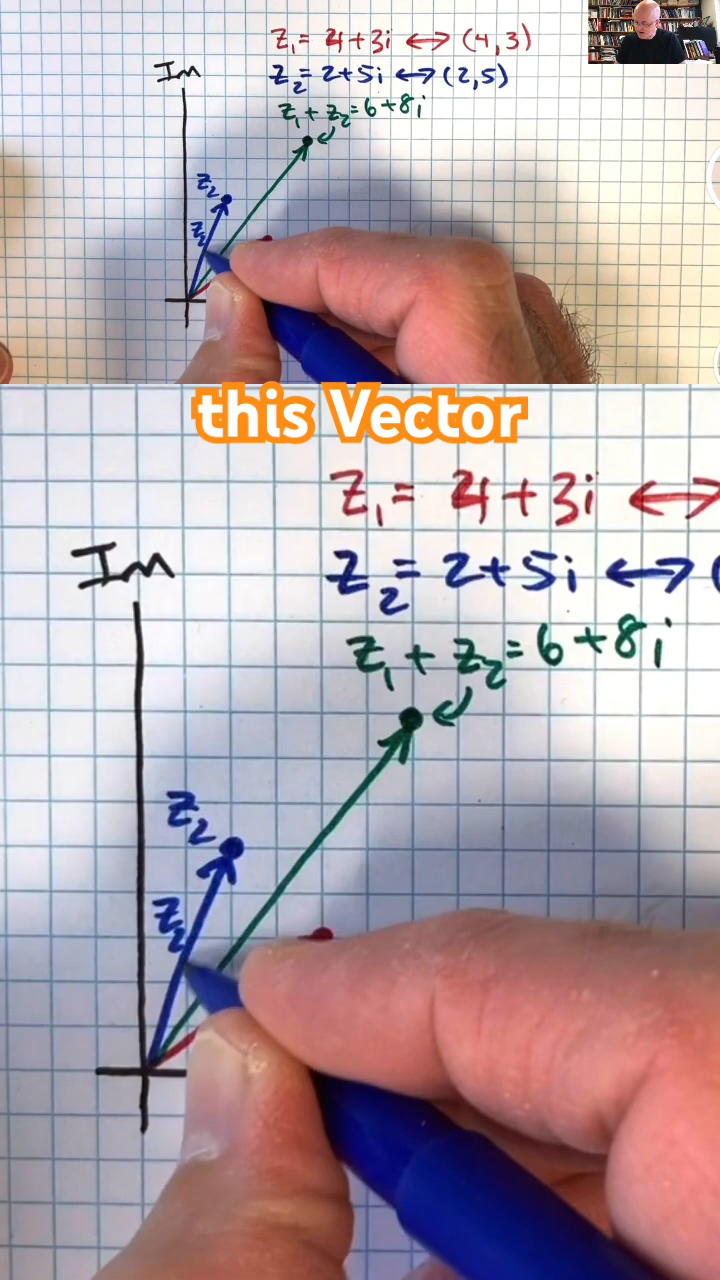 z₁ = 4+3i ↔ (4,3)
Im
z₂ = 2+5i ↔ (2,5)
z₁ + z₂ = 6+8i
z₂
z₂
this Vector
z₁ = 4+3i ↔
Im
z₂ = 2+5i ↔ (
z₁ + z₂ = 6+8i
z₂
z₂